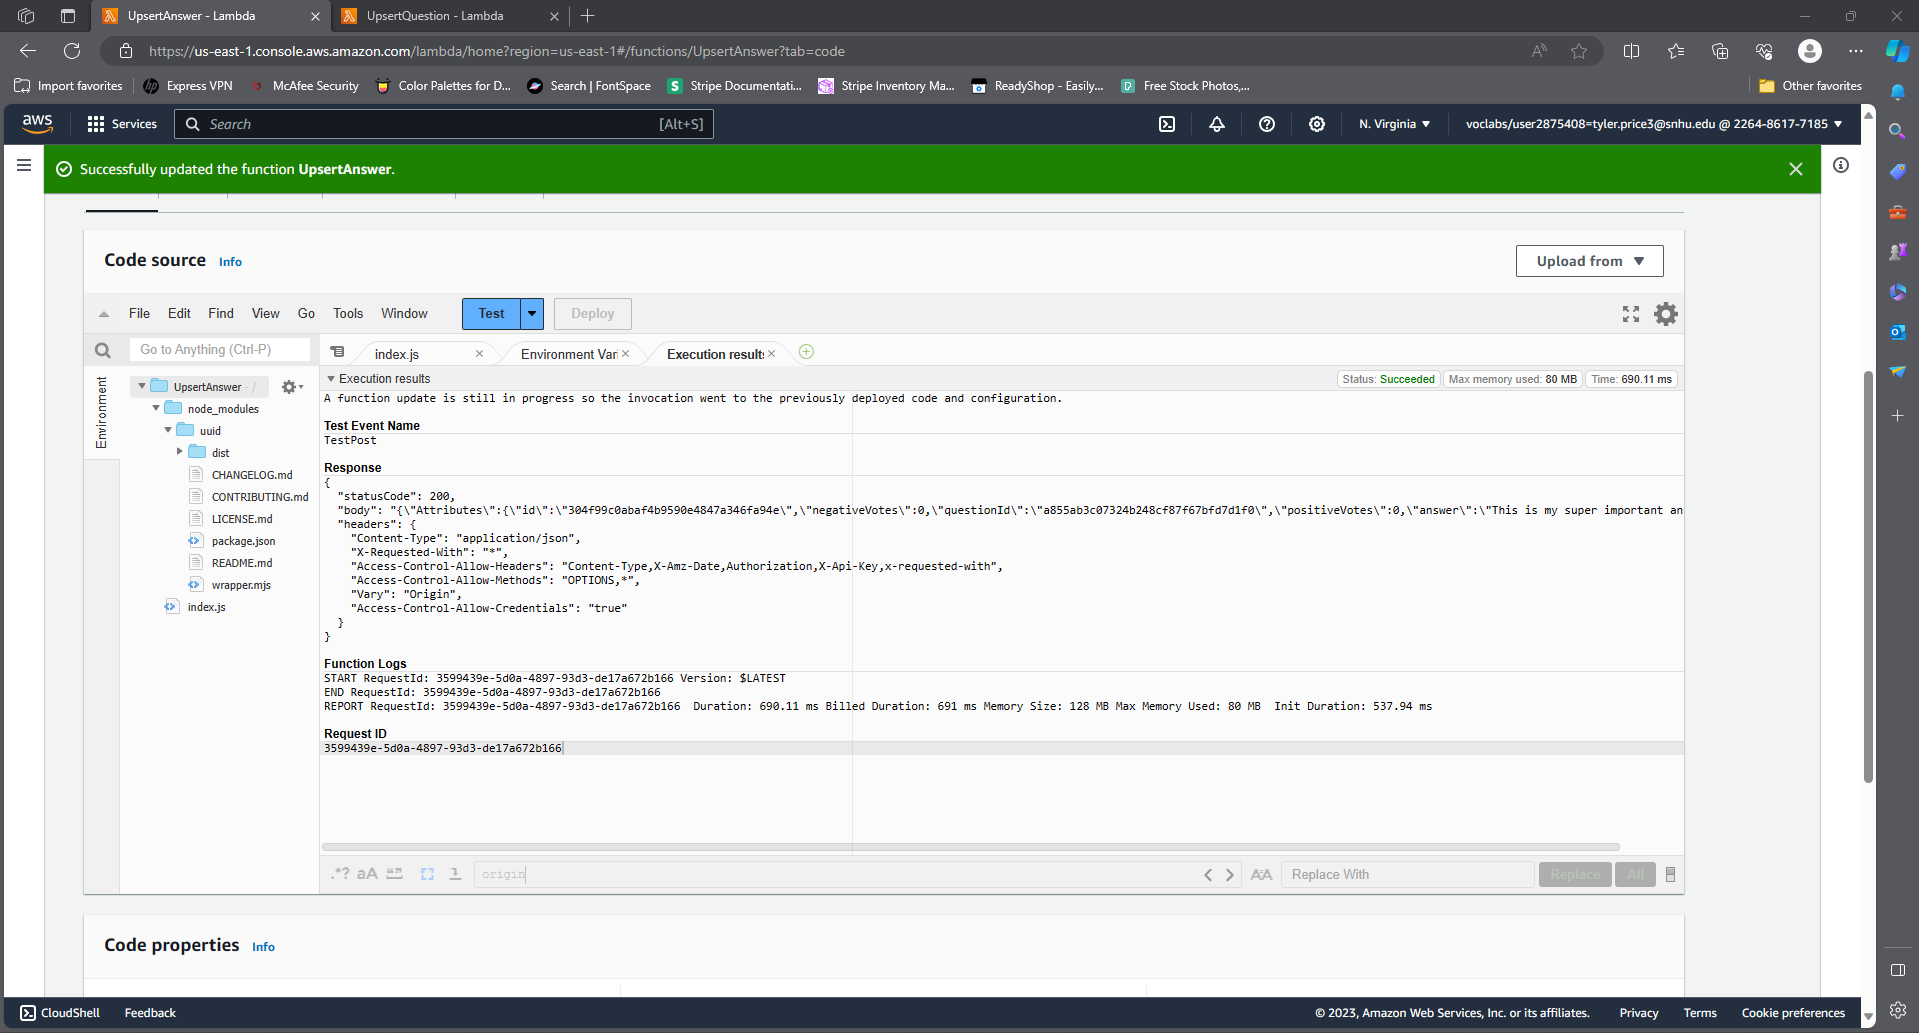 UpsertAnswer - Lambda
UpsertQuestion - Lambda
https://us-east-1.console.aws.amazon.com/lambda/home?region=us-east-1#/functions/UpsertAnswer?tab=code
Import favorites
Express VPN
McAfee Security
Color Palettes for D...
Search | FontSpace
Stripe Documentati...
Stripe Inventory Ma...
ReadyShop - Easily...
Free Stock Photos,...
Other favorites
aws
Services
Search
[Alt+S]
N. Virginia
voclabs/user2875408=tyler.price3@snhu.edu @ 2264-8617-7185
Successfully updated the function UpsertAnswer.
Code source Info
Upload from
File Edit Find View Go Tools Window
Test
Deploy
Go to Anything (Ctrl-P)
index.js
Environment Vari
Execution results
Environment
UpsertAnswer - /
node_modules
uuid
dist
CHANGELOG.md
CONTRIBUTING.md
LICENSE.md
package.json
README.md
wrapper.mjs
index.js
Execution results
Status: Succeeded
Max memory used: 80 MB
Time: 690.11 ms
A function update is still in progress so the invocation went to the previously deployed code and configuration.
Test Event Name
TestPost
Response
{
"statusCode": 200,
"body": "{\"Attributes\":{\"id\":\"304f99c0abaf4b9590e4847a346fa94e\",\"negativeVotes\":0,\"questionId\":\"a855ab3c07324b248cf87f67bfd7d1f0\",\"positiveVotes\":0,\"answer\":\"This is my super important an
"headers": {
"Content-Type": "application/json",
"X-Requested-With": "*",
"Access-Control-Allow-Headers": "Content-Type,X-Amz-Date,Authorization,X-Api-Key,x-requested-with",
"Access-Control-Allow-Methods": "OPTIONS,*",
"Vary": "Origin",
"Access-Control-Allow-Credentials": "true"
}
}
Function Logs
START RequestId: 3599439e-5d0a-4897-93d3-de17a672b166 Version: $LATEST
END RequestId: 3599439e-5d0a-4897-93d3-de17a672b166
REPORT RequestId: 3599439e-5d0a-4897-93d3-de17a672b166 Duration: 690.11 ms Billed Duration: 691 ms Memory Size: 128 MB Max Memory Used: 80 MB Init Duration: 537.94 ms
Request ID
3599439e-5d0a-4897-93d3-de17a672b166
.*? aA
origin
AA
Replace With
Replace
All
Code properties Info
CloudShell
Feedback
© 2023, Amazon Web Services, Inc. or its affiliates.
Privacy
Terms
Cookie preferences